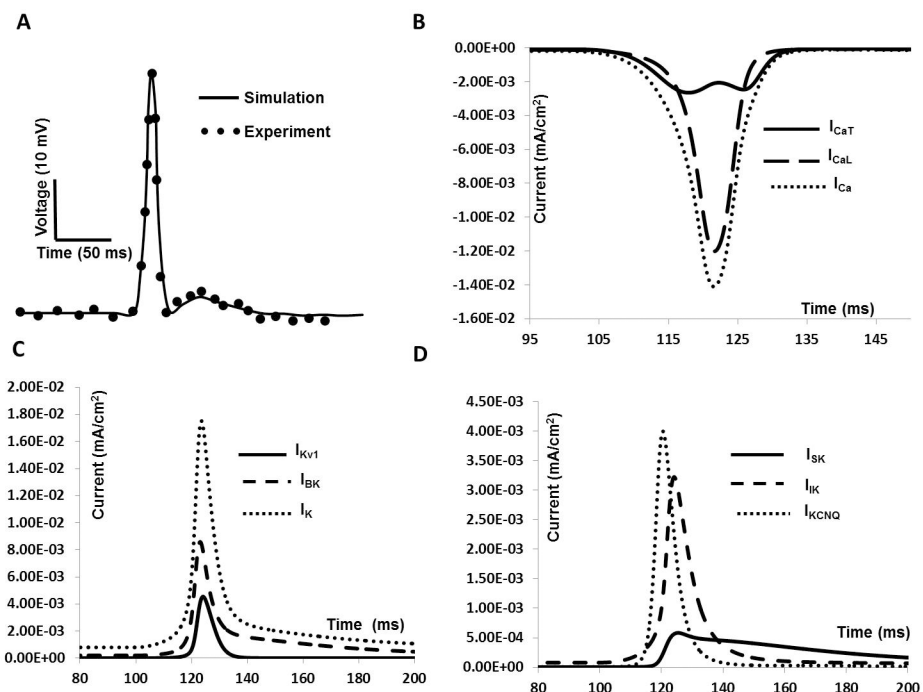 A
Simulation
Experiment
Voltage (10 mV)
Time (50 ms)
B
0.00E+00
-2.00E-03
-4.00E-03
-6.00E-03
-8.00E-03
-1.00E-02
-1.20E-02
-1.40E-02
-1.60E-02
Current (mA/cm²)
ICaT
ICaL
ICa
Time (ms)
95 105 115 125 135 145
C
2.00E-02
1.80E-02
1.60E-02
1.40E-02
1.20E-02
1.00E-02
8.00E-03
6.00E-03
4.00E-03
2.00E-03
0.00E+00
Current (mA/cm²)
IKv1
IBK
IK
Time (ms)
80 100 120 140 160 180 200
D
4.50E-03
4.00E-03
3.50E-03
3.00E-03
2.50E-03
2.00E-03
1.50E-03
1.00E-03
5.00E-04
0.00E+00
Current (mA/cm²)
ISK
IIK
IKCNQ
Time (ms)
80 100 120 140 160 180 200